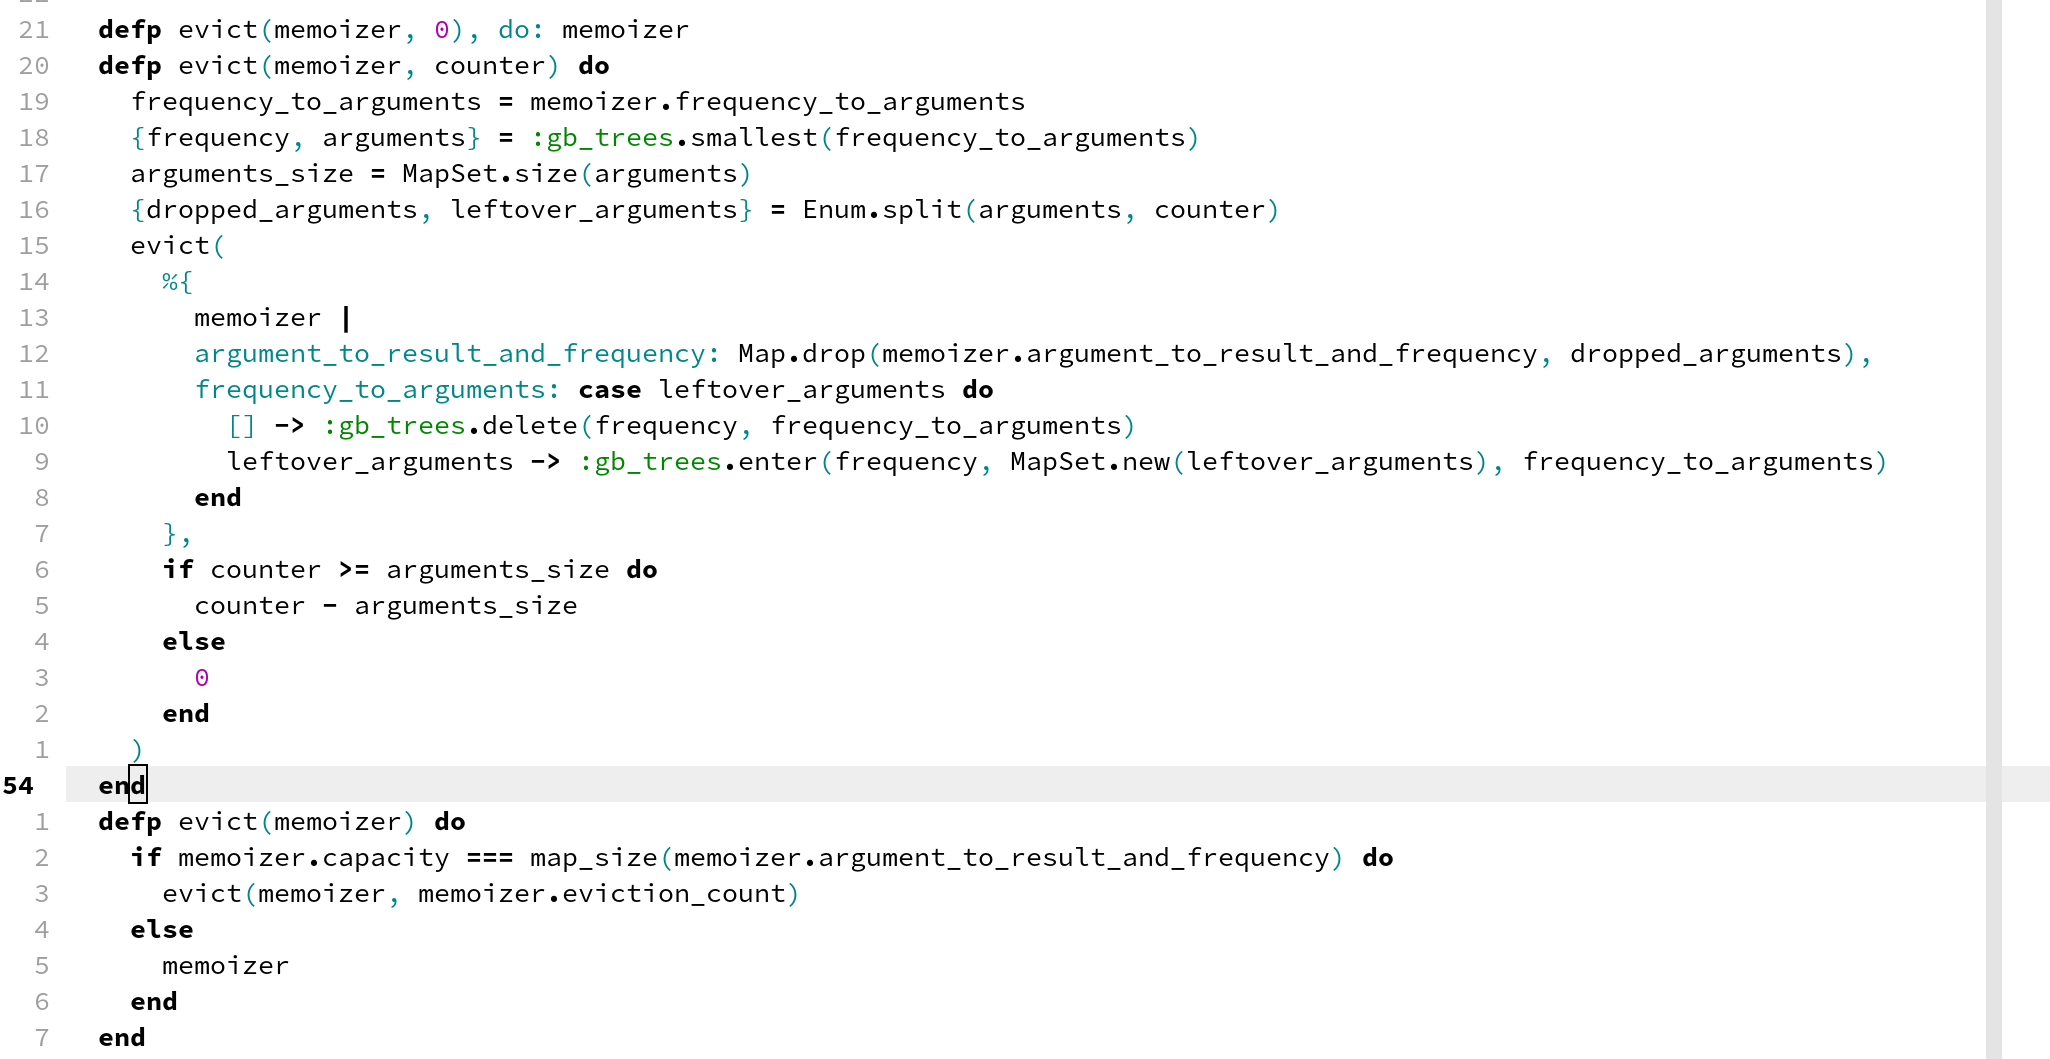 21 defp evict(memoizer, 0), do: memoizer
20 defp evict(memoizer, counter) do
19 frequency_to_arguments = memoizer.frequency_to_arguments
18 {frequency, arguments} = :gb_trees.smallest(frequency_to_arguments)
17 arguments_size = MapSet.size(arguments)
16 {dropped_arguments, leftover_arguments} = Enum.split(arguments, counter)
15 evict(
14 %{
13 memoizer |
12 argument_to_result_and_frequency: Map.drop(memoizer.argument_to_result_and_frequency, dropped_arguments),
11 frequency_to_arguments: case leftover_arguments do
10 [] -> :gb_trees.delete(frequency, frequency_to_arguments)
9 leftover_arguments -> :gb_trees.enter(frequency, MapSet.new(leftover_arguments), frequency_to_arguments)
8 end
7 },
6 if counter >= arguments_size do
5 counter - arguments_size
4 else
3 0
2 end
1 )
54 end
1 defp evict(memoizer) do
2 if memoizer.capacity === map_size(memoizer.argument_to_result_and_frequency) do
3 evict(memoizer, memoizer.eviction_count)
4 else
5 memoizer
6 end
7 end